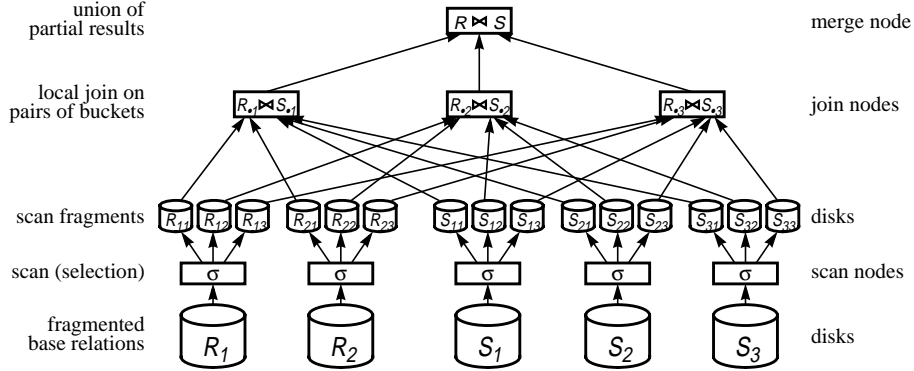 union of
partial results
R ⋈ S
merge node
local join on
pairs of buckets
R•1 ⋈ S•1
R•2 ⋈ S•2
R•3 ⋈ S•3
join nodes
scan fragments
R11 R12 R13 R21 R22 R23 S11 S12 S13 S21 S22 S23 S31 S32 S33
disks
scan (selection)
σ σ σ σ σ
scan nodes
fragmented
base relations
R1 R2 S1 S2 S3
disks